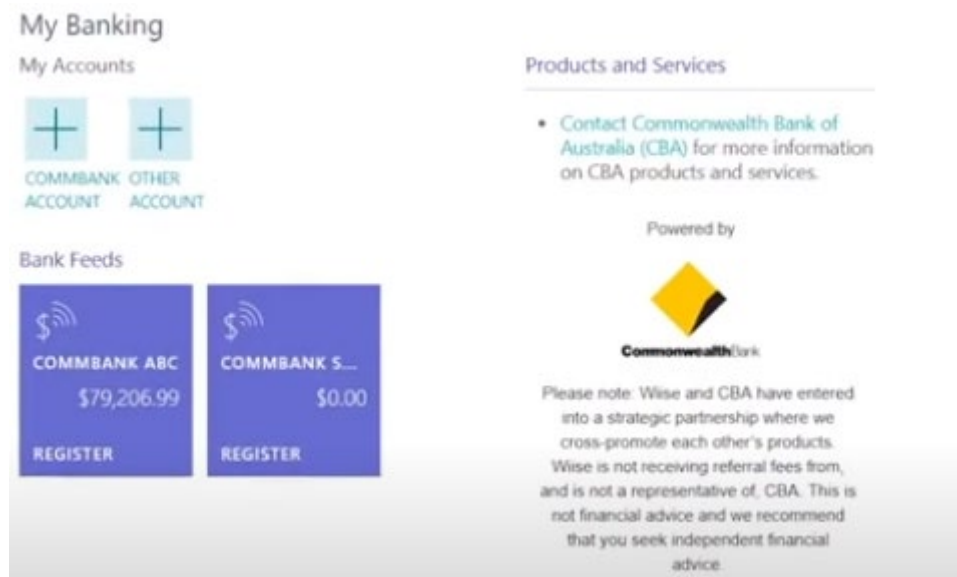 My Banking
My Accounts
COMMBANK
ACCOUNT
OTHER
ACCOUNT
Bank Feeds
$
COMMBANK ABC
$79,206.99
REGISTER
$
COMMBANK S...
$0.00
REGISTER
Products and Services
• Contact Commonwealth Bank of
Australia (CBA) for more information
on CBA products and services.
Powered by
CommonwealthBank
Please note: Wiise and CBA have entered
into a strategic partnership where we
cross-promote each other's products.
Wiise is not receiving referral fees from,
and is not a representative of, CBA. This is
not financial advice and we recommend
that you seek independent financial
advice.